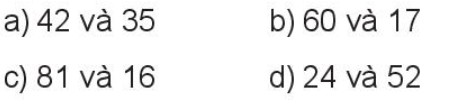 a) 42 và 35 b) 60 và 17
c) 81 và 16 d) 24 và 52